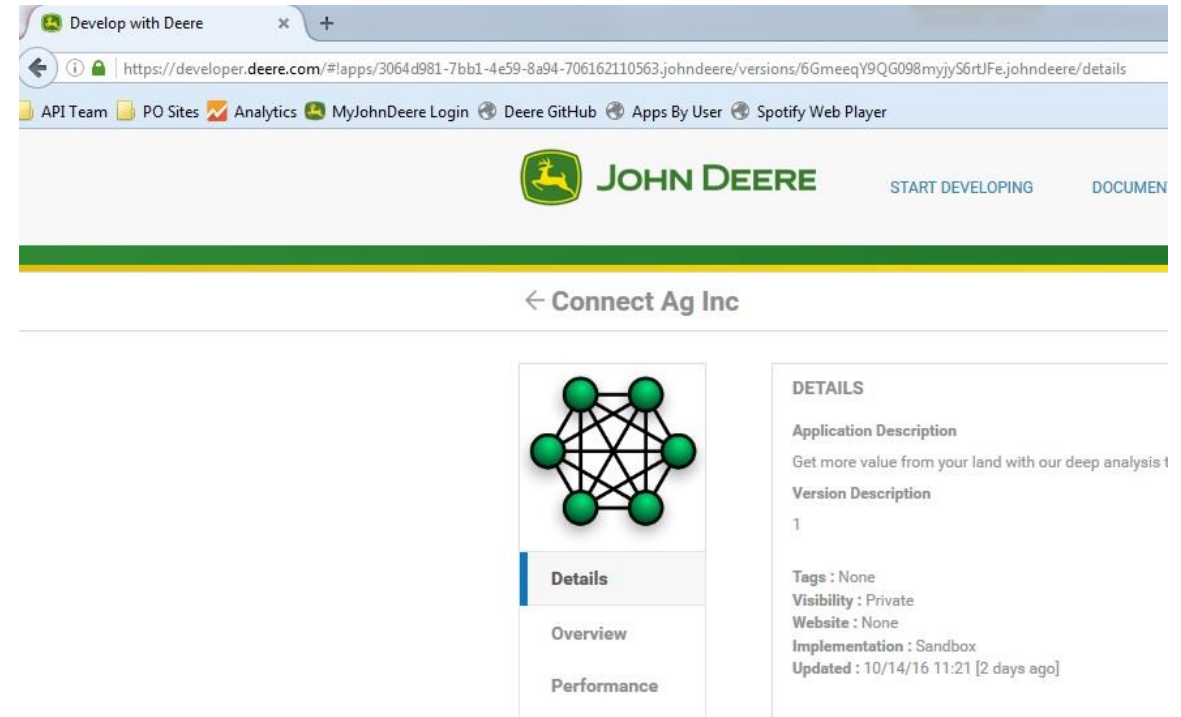 Develop with Deere
https://developer.deere.com/#!apps/3064d981-7bb1-4e59-8a94-706162110563.johndeere/versions/6GmeeqY9QG098myjyS6rtJFe.johndeere/details
API Team PO Sites Analytics MyJohnDeere Login Deere GitHub Apps By User Spotify Web Player
JOHN DEERE START DEVELOPING DOCUMEN
← Connect Ag Inc
DETAILS
Application Description
Get more value from your land with our deep analysis t
Version Description
1
Tags : None
Visibility : Private
Website : None
Implementation : Sandbox
Updated : 10/14/16 11:21 [2 days ago]
Details
Overview
Performance